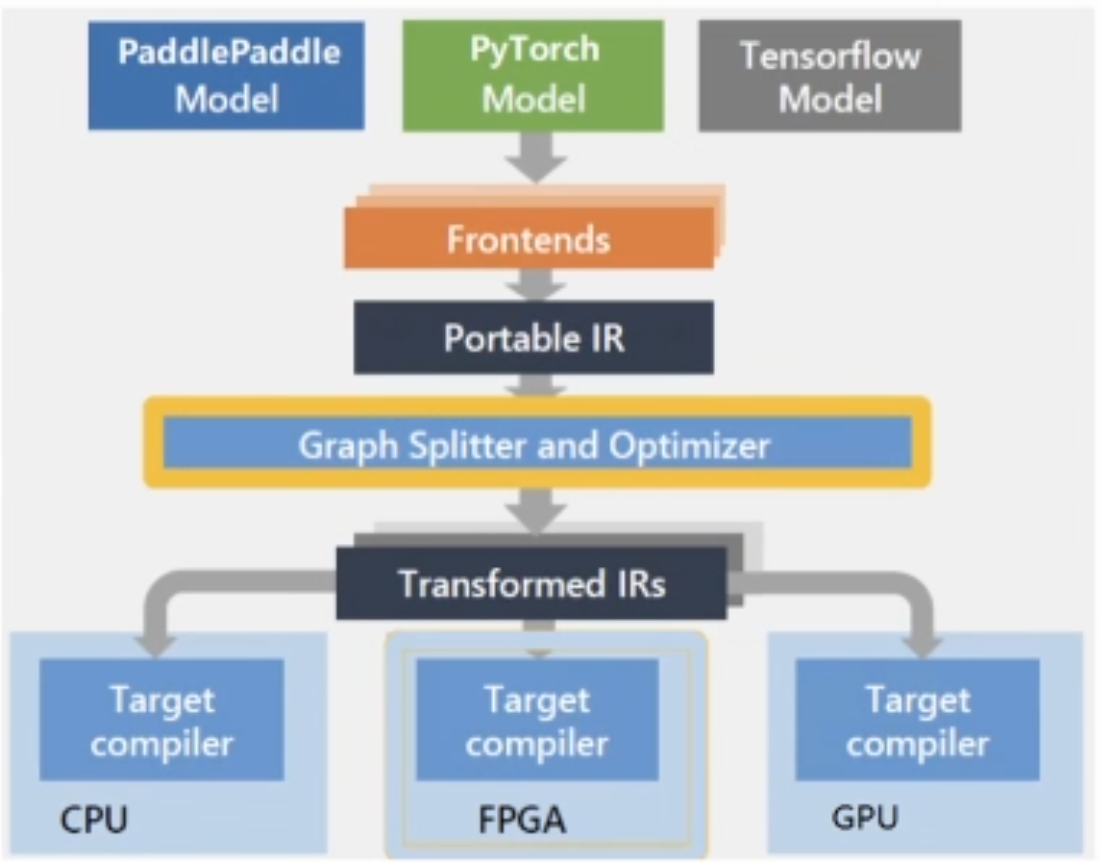 PaddlePaddle
Model
PyTorch
Model
Tensorflow
Model
Frontends
Portable IR
Graph Splitter and Optimizer
Transformed IRs
Target
compiler
CPU
Target
compiler
FPGA
Target
compiler
GPU